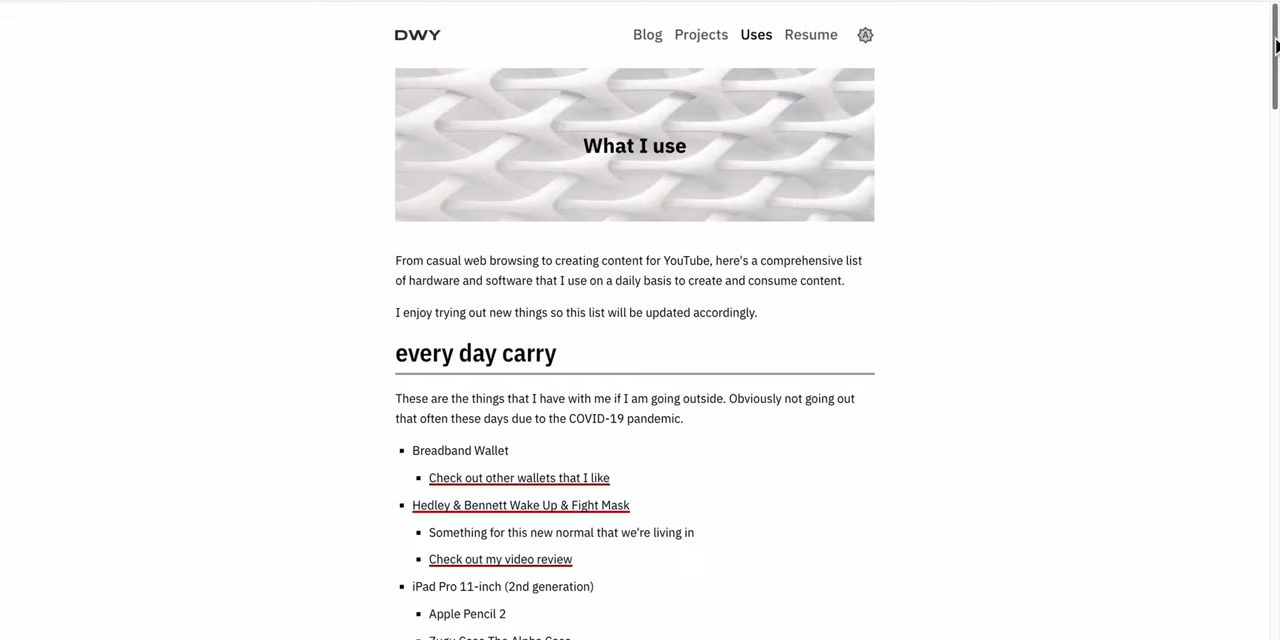 DWY
Blog Projects Uses Resume
What I use
From casual web browsing to creating content for YouTube, here's a comprehensive list
of hardware and software that I use on a daily basis to create and consume content.
I enjoy trying out new things so this list will be updated accordingly.
every day carry
These are the things that I have with me if I am going outside. Obviously not going out
that often these days due to the COVID-19 pandemic.
Breadband Wallet
Check out other wallets that I like
Hedley & Bennett Wake Up & Fight Mask
Something for this new normal that we're living in
Check out my video review
iPad Pro 11-inch (2nd generation)
Apple Pencil 2